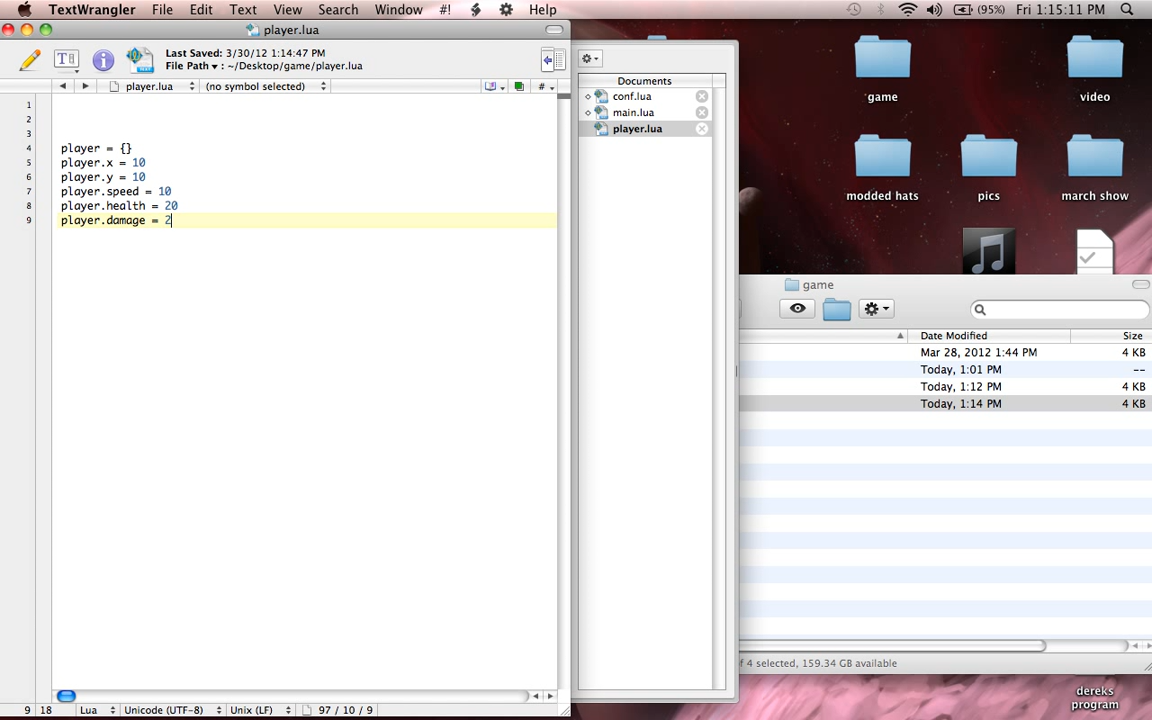 TextWrangler File Edit Text View Search Window #! Help (95%) Fri 1:15:11 PM
player.lua
Last Saved: 3/30/12 1:14:47 PM
File Path ▾ : ~/Desktop/game/player.lua
player.lua (no symbol selected) # ▾
1
2
3
4 player = {}
5 player.x = 10
6 player.y = 10
7 player.speed = 10
8 player.health = 20
9 player.damage = 2
9 18 Lua Unicode (UTF-8) Unix (LF) 97 / 10 / 9
Documents
conf.lua
main.lua
player.lua
game video
modded hats pics march show
game
Date Modified Size
Mar 28, 2012 1:44 PM 4 KB
Today, 1:01 PM --
Today, 1:12 PM 4 KB
Today, 1:14 PM 4 KB
f 4 selected, 159.34 GB available
dereks
program